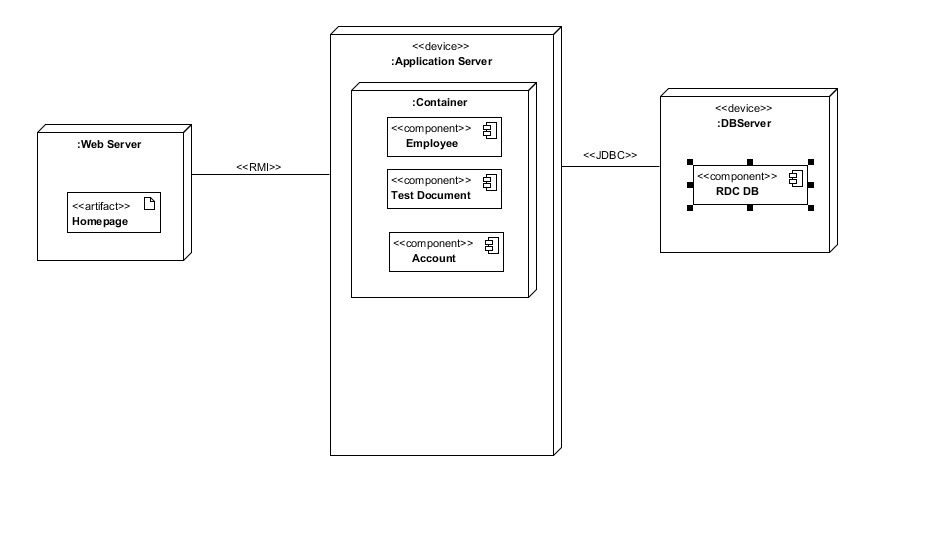 :Web Server
<<artifact>>
Homepage
<<RMI>>
<<device>>
:Application Server
:Container
<<component>>
Employee
<<component>>
Test Document
<<component>>
Account
<<JDBC>>
<<device>>
:DBServer
<<component>>
RDC DB